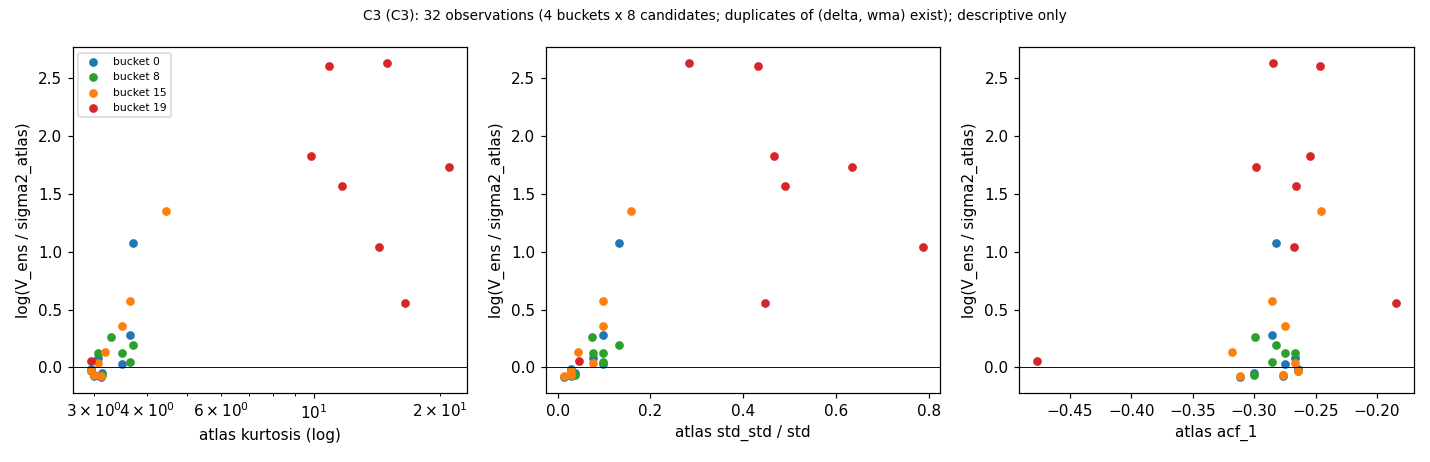 C3 (C3): 32 observations (4 buckets x 8 candidates; duplicates of (delta, wma) exist); descriptive only
log(V_ens / sigma2_atlas)
2.5
2.0
1.5
1.0
0.5
0.0
bucket 0
bucket 8
bucket 15
bucket 19
3 × 10⁰
4 × 10⁰
6 × 10⁰
10¹
2 × 10¹
atlas kurtosis (log)
log(V_ens / sigma2_atlas)
2.5
2.0
1.5
1.0
0.5
0.0
0.0
0.2
0.4
0.6
0.8
atlas std_std / std
log(V_ens / sigma2_atlas)
2.5
2.0
1.5
1.0
0.5
0.0
−0.45
−0.40
−0.35
−0.30
−0.25
−0.20
atlas acf_1